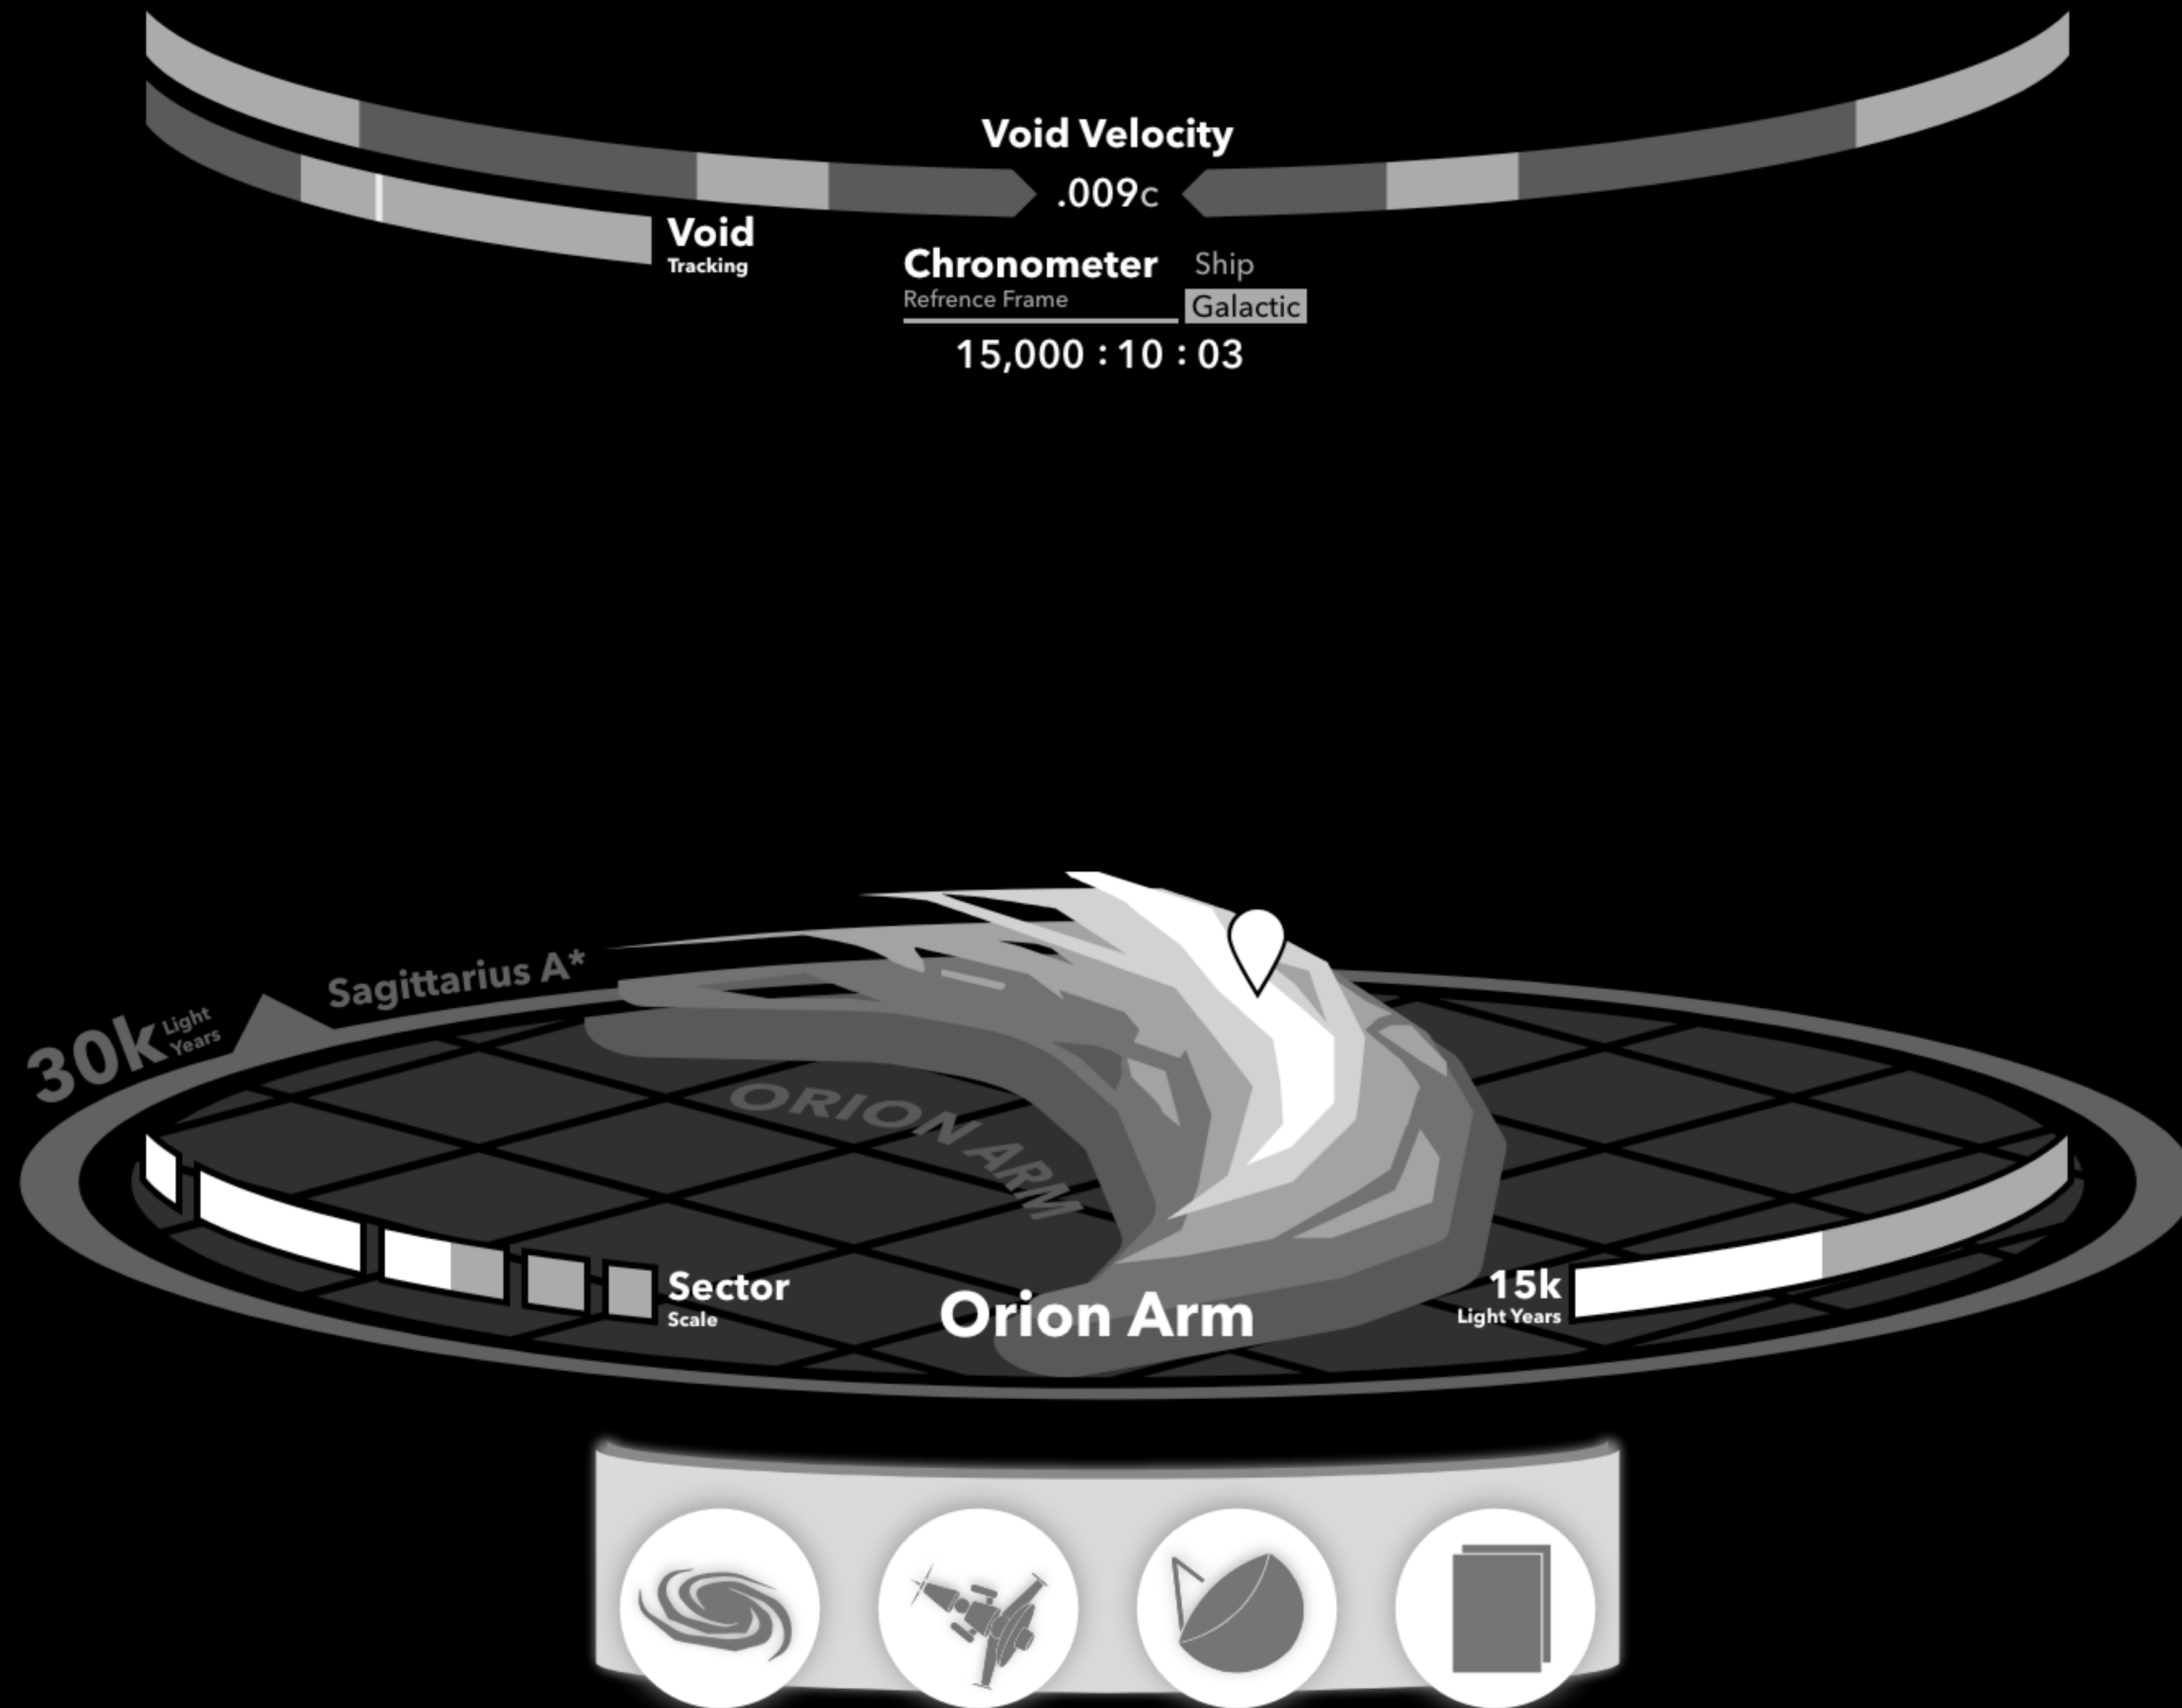 Void Velocity
.009c
Void
Tracking
Chronometer
Refrence Frame
Ship
Galactic
15,000 : 10 : 03
Sagittarius A*
30k Light Years
ORION ARM
Sector
Scale
Orion Arm
15k
Light Years